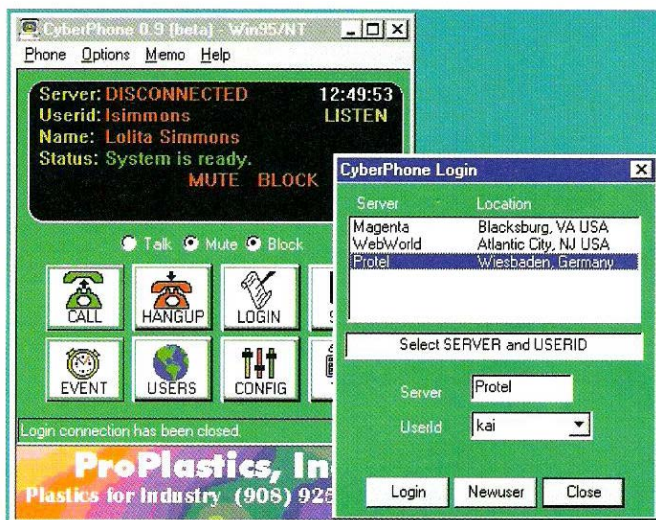 CyberPhone 0.9 (beta) - Win95/NT
Phone Options Memo Help
Server: DISCONNECTED 12:49:53
Userid: lsimmons LISTEN
Name: Lolita Simmons
Status: System is ready.
MUTE BLOCK
Talk Mute Block
CALL HANGUP LOGIN
EVENT USERS CONFIG
Login connection has been closed.
ProPlastics, In
Plastics for Industry (908) 925
CyberPhone Login
Server Location
Magenta Blacksburg, VA USA
WebWorld Atlantic City, NJ USA
Protel Wiesbaden, Germany
Select SERVER and USERID
Server Protel
UserId kai
Login Newuser Close